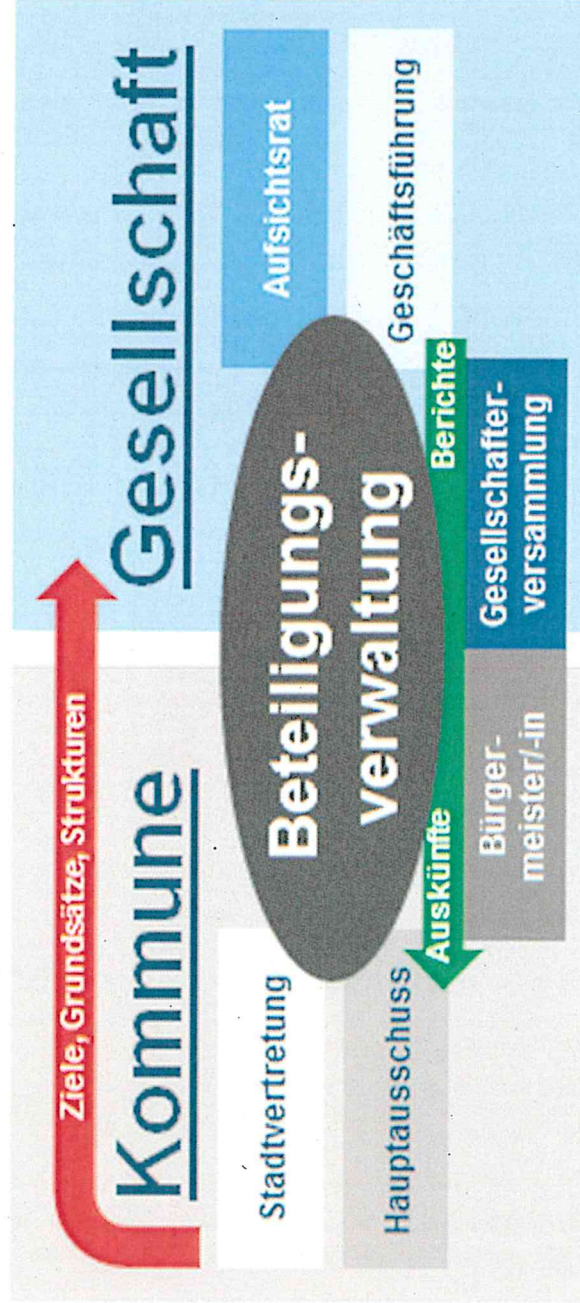 Ziele, Grundsätze, Strukturen
Kommune
Gesellschaft
Stadtvertretung
Hauptausschuss
Beteiligungs-
verwaltung
Aufsichtsrat
Geschäftsführung
Auskünfte
Berichte
Bürger-
meister/-in
Gesellschafter-
versammlung